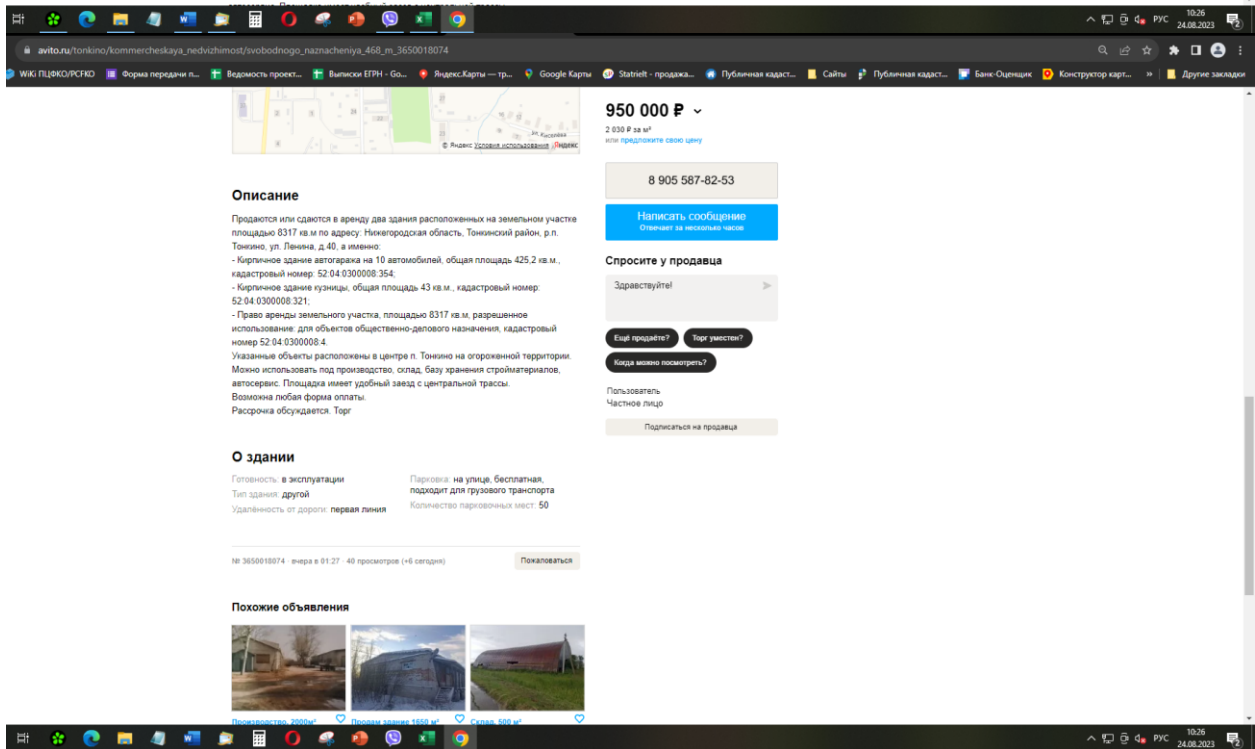 РУС
10:26
24.08.2023
avito.ru/tonkino/kommercheskaya_nedvizhimost/svobodnogo_naznacheniya_468_m_3650018074
WiKi ПЦФКО/РСFКО
Форма передачи п...
Ведомость проект...
Выписки ЕГРН - Go...
Яндекс.Карты — тр...
Google Карты
Statrielt - продажа...
Публичная кадаст...
Сайты
Публичная кадаст...
Банк-Оценщик
Конструктор карт...
Другие закладки
ул. Киселёва
© Яндекс Условия использования Яндекс
950 000 ₽
2 030 ₽ за м²
или предложите свою цену
8 905 587-82-53
Написать сообщение
Отвечает за несколько часов
Спросите у продавца
Здравствуйте!
Ещё продаёте?
Торг уместен?
Когда можно посмотреть?
Пользователь
Частное лицо
Подписаться на продавца
Описание
Продаются или сдаются в аренду два здания расположенных на земельном участке
площадью 8317 кв.м по адресу: Нижегородская область, Тонкинский район, р.п.
Тонкино, ул. Ленина, д.40, а именно:
- Кирпичное здание автогаража на 10 автомобилей, общая площадь 425,2 кв.м.,
кадастровый номер: 52:04:0300008:354;
- Кирпичное здание кузницы, общая площадь 43 кв.м., кадастровый номер:
52:04:0300008:321;
- Право аренды земельного участка, площадью 8317 кв.м, разрешенное
использование: для объектов общественно-делового назначения, кадастровый
номер 52:04:0300008:4.
Указанные объекты расположены в центре п. Тонкино на огороженной территории.
Можно использовать под производство, склад, базу хранения стройматериалов,
автосервис. Площадка имеет удобный заезд с центральной трассы.
Возможна любая форма оплаты.
Рассрочка обсуждается. Торг
О здании
Готовность: в эксплуатации
Тип здания: другой
Удалённость от дороги: первая линия
Парковка: на улице, бесплатная,
подходит для грузового транспорта
Количество парковочных мест: 50
№ 3650018074 · вчера в 01:27 · 40 просмотров (+6 сегодня)
Пожаловаться
Похожие объявления
Производство, 2000м²
Продам здание 1650 м²
Склад, 500 м²
РУС
10:26
24.08.2023